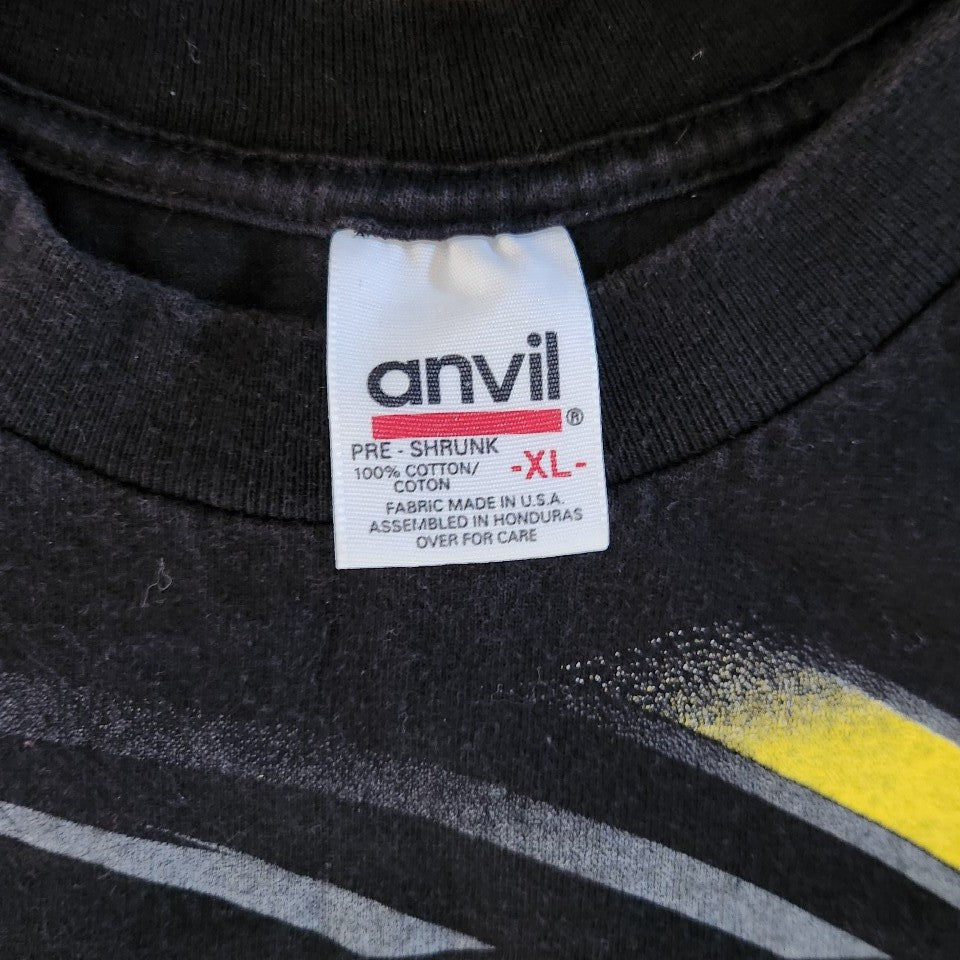 anvil
®
PRE - SHRUNK
100% COTTON/
COTON
-XL-
FABRIC MADE IN U.S.A.
ASSEMBLED IN HONDURAS
OVER FOR CARE